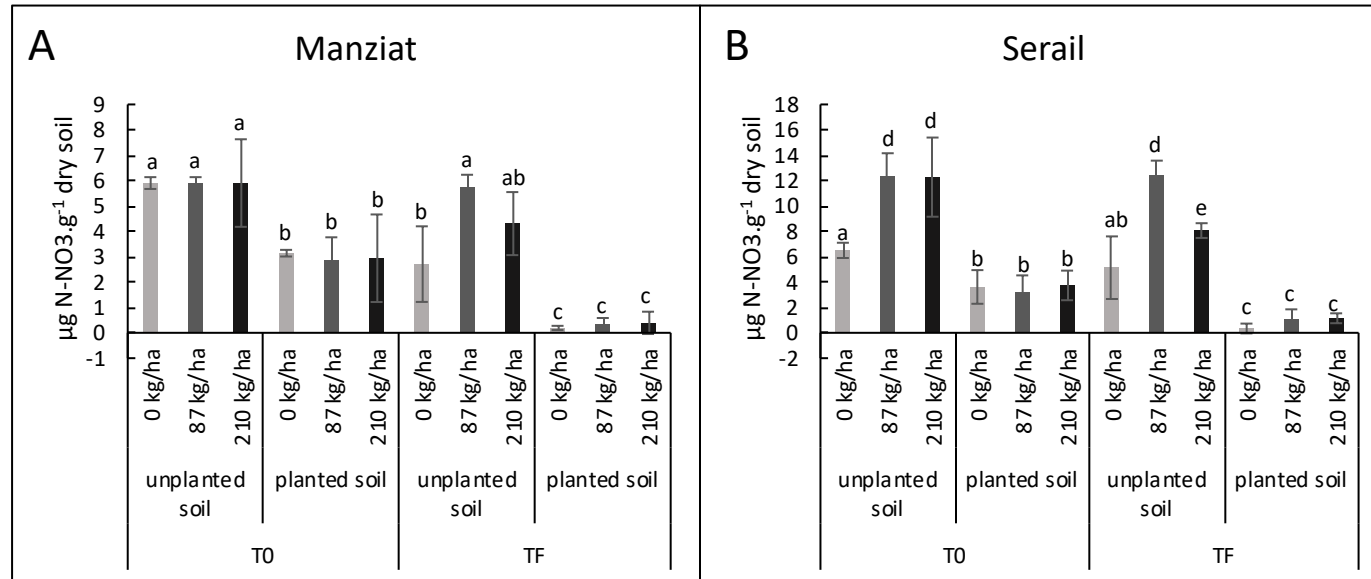 A
Manziat
µg N-NO3.g⁻¹ dry soil
9
8
7
6
5
4
3
2
1
0
-1
a
a
a
b
b
b
b
a
ab
c
c
c
0 kg/ha
87 kg/ha
210 kg/ha
0 kg/ha
87 kg/ha
210 kg/ha
0 kg/ha
87 kg/ha
210 kg/ha
0 kg/ha
87 kg/ha
210 kg/ha
unplanted
soil
planted soil
unplanted
soil
planted soil
T0
TF
B
Serail
µg N-NO3.g⁻¹ dry soil
18
16
14
12
10
8
6
4
2
0
-2
a
d
d
b
b
b
ab
d
e
c
c
c
0 kg/ha
87 kg/ha
210 kg/ha
0 kg/ha
87 kg/ha
210 kg/ha
0 kg/ha
87 kg/ha
210 kg/ha
0 kg/ha
87 kg/ha
210 kg/ha
unplanted
soil
planted soil
unplanted
soil
planted soil
T0
TF